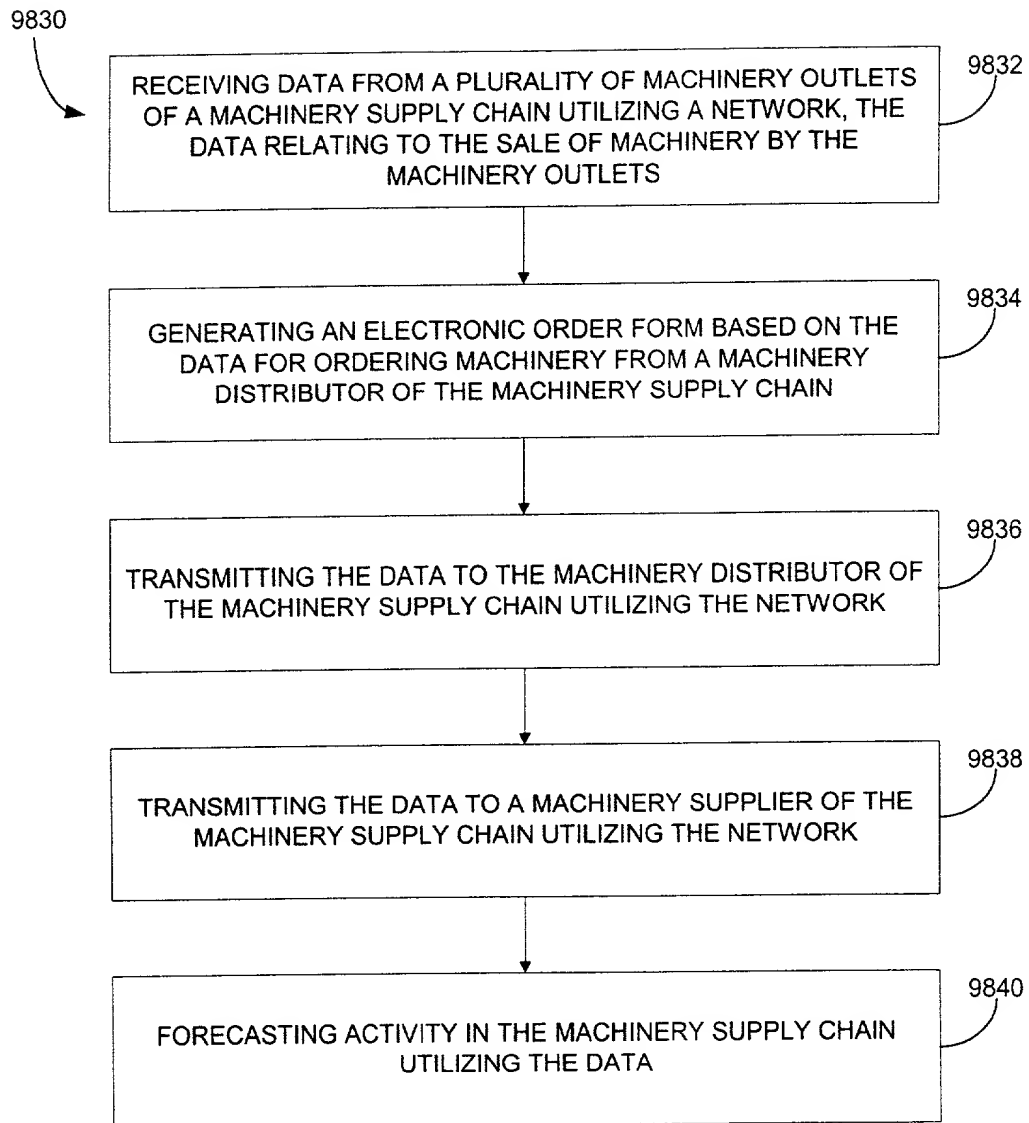 9830
RECEIVING DATA FROM A PLURALITY OF MACHINERY OUTLETS
OF A MACHINERY SUPPLY CHAIN UTILIZING A NETWORK, THE
DATA RELATING TO THE SALE OF MACHINERY BY THE
MACHINERY OUTLETS
9832
GENERATING AN ELECTRONIC ORDER FORM BASED ON THE
DATA FOR ORDERING MACHINERY FROM A MACHINERY
DISTRIBUTOR OF THE MACHINERY SUPPLY CHAIN
9834
TRANSMITTING THE DATA TO THE MACHINERY DISTRIBUTOR OF
THE MACHINERY SUPPLY CHAIN UTILIZING THE NETWORK
9836
TRANSMITTING THE DATA TO A MACHINERY SUPPLIER OF THE
MACHINERY SUPPLY CHAIN UTILIZING THE NETWORK
9838
FORECASTING ACTIVITY IN THE MACHINERY SUPPLY CHAIN
UTILIZING THE DATA
9840